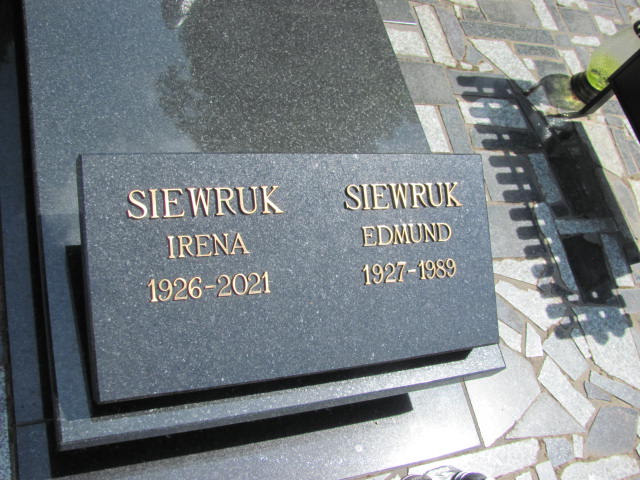 SIEWRUK
IRENA
1926-2021
SIEWRUK
EDMUND
1927-1989